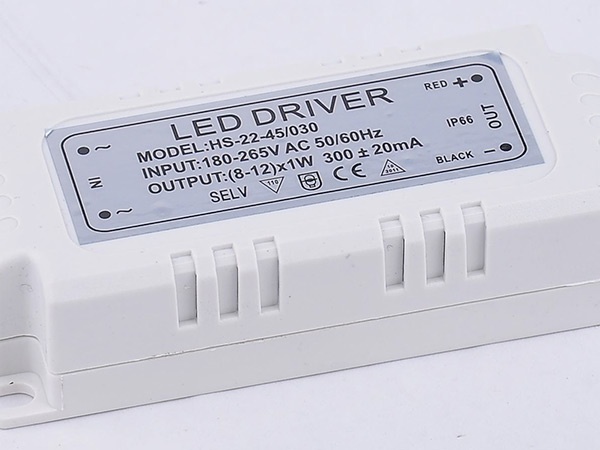 LED DRIVER
MODEL:HS-22-45/030
INPUT:180-265V AC 50/60Hz
OUTPUT:(8-12)x1W 300 ± 20mA
SELV 110 CE
IN ~ ~
RED +
IP66 OUT
BLACK −